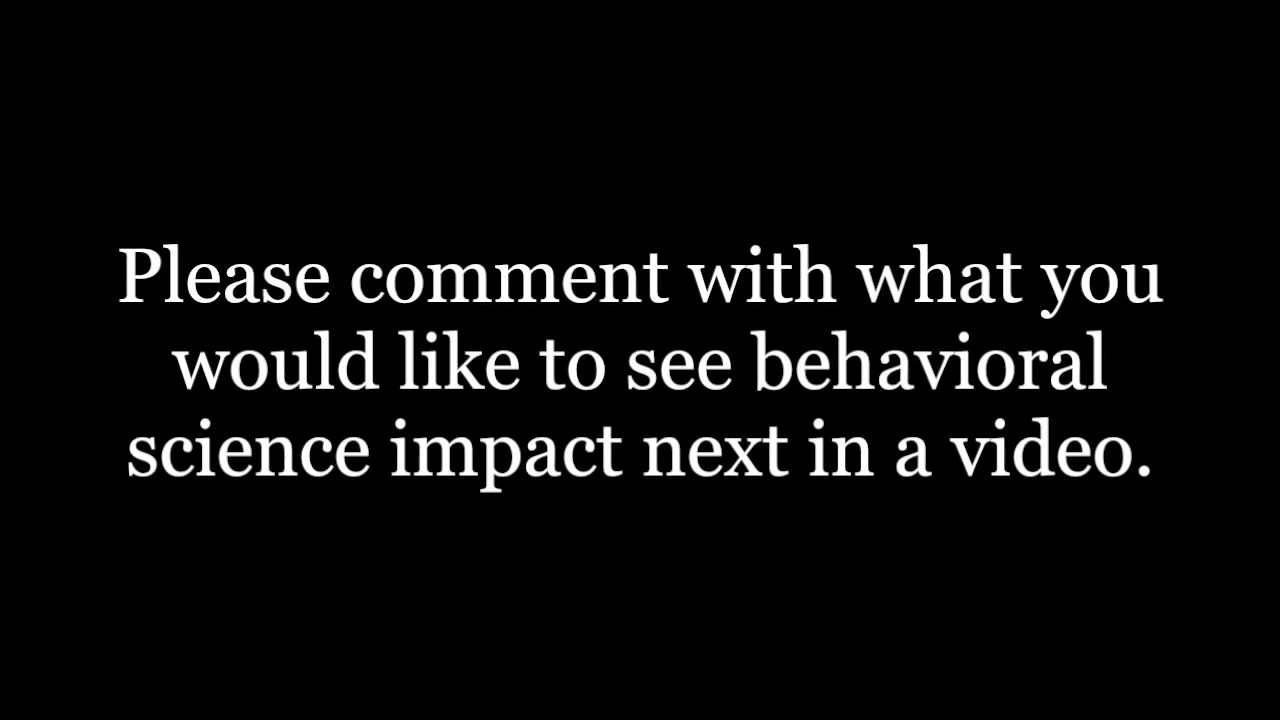 Please comment with what you
would like to see behavioral
science impact next in a video.